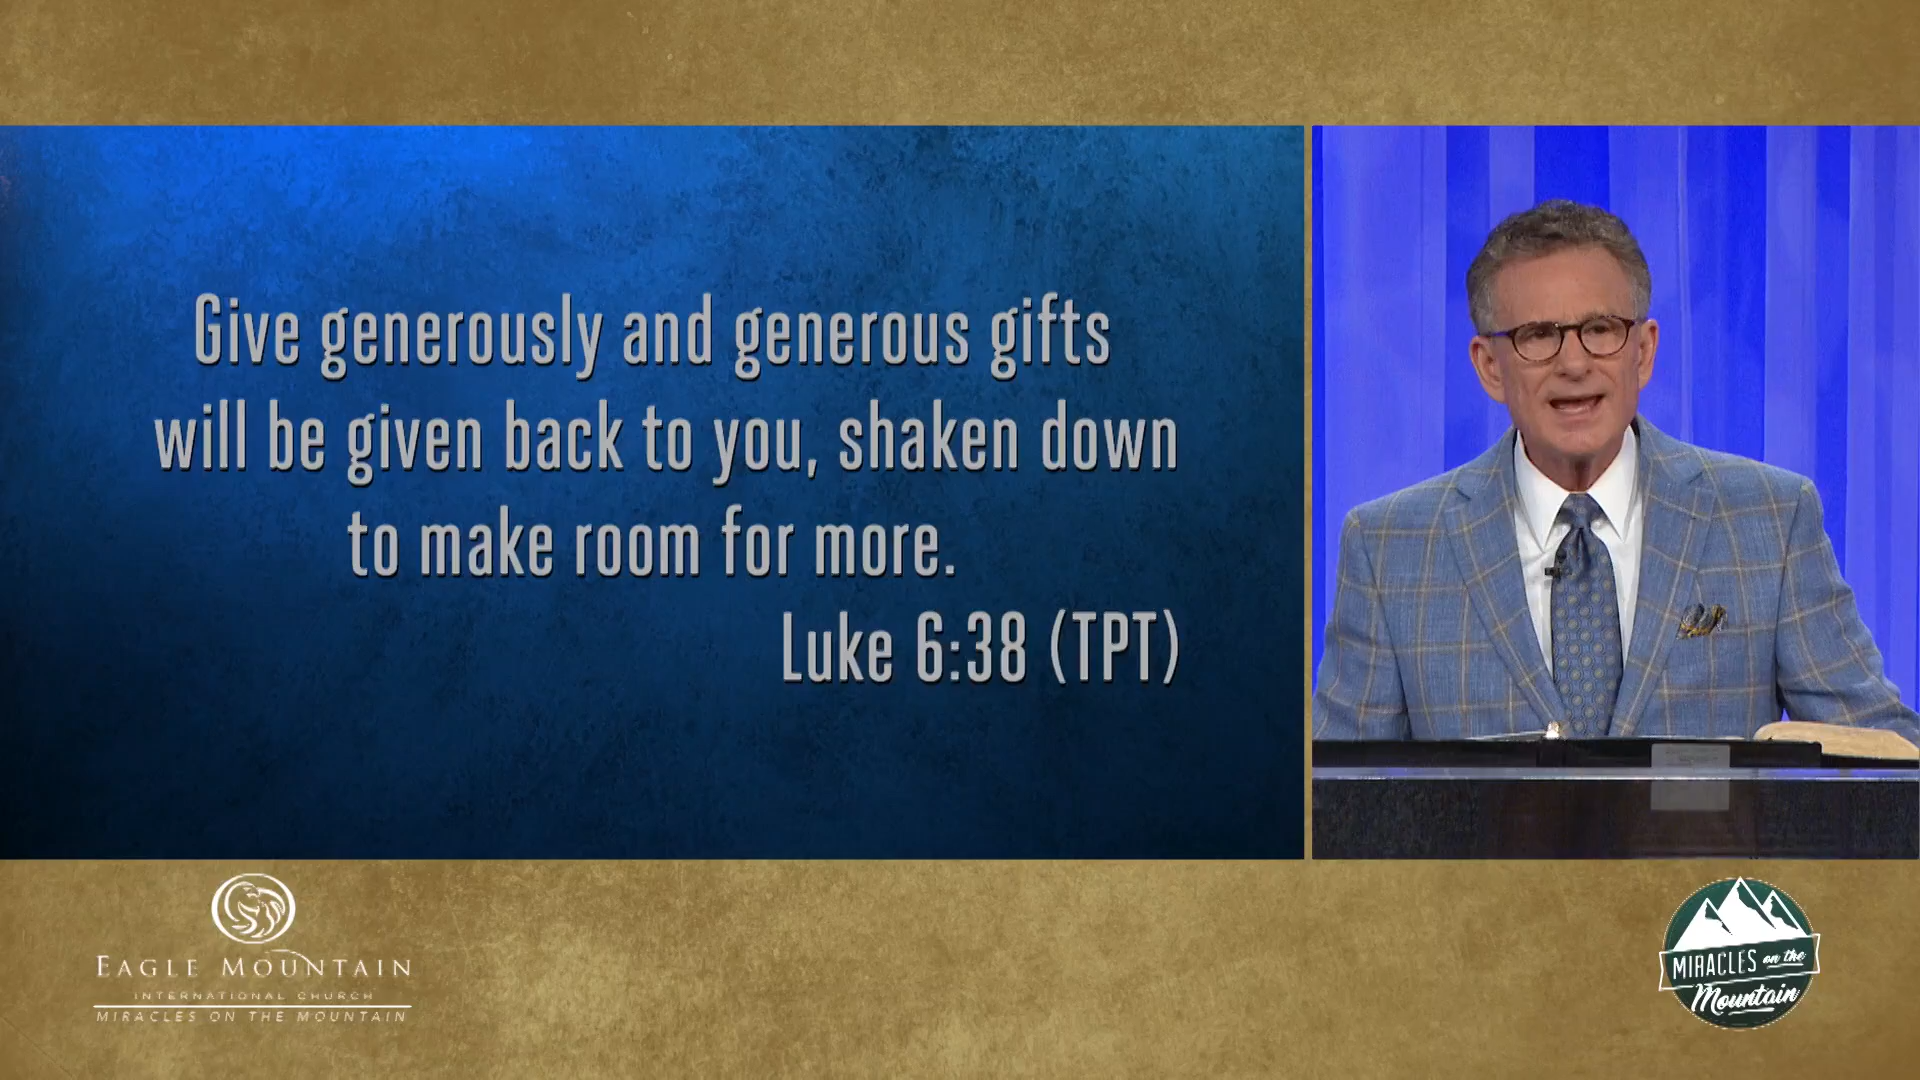 Give generously and generous gifts
will be given back to you, shaken down
to make room for more.
Luke 6:38 (TPT)
EAGLE MOUNTAIN
INTERNATIONAL CHURCH
MIRACLES ON THE MOUNTAIN
MIRACLES on the
Mountain